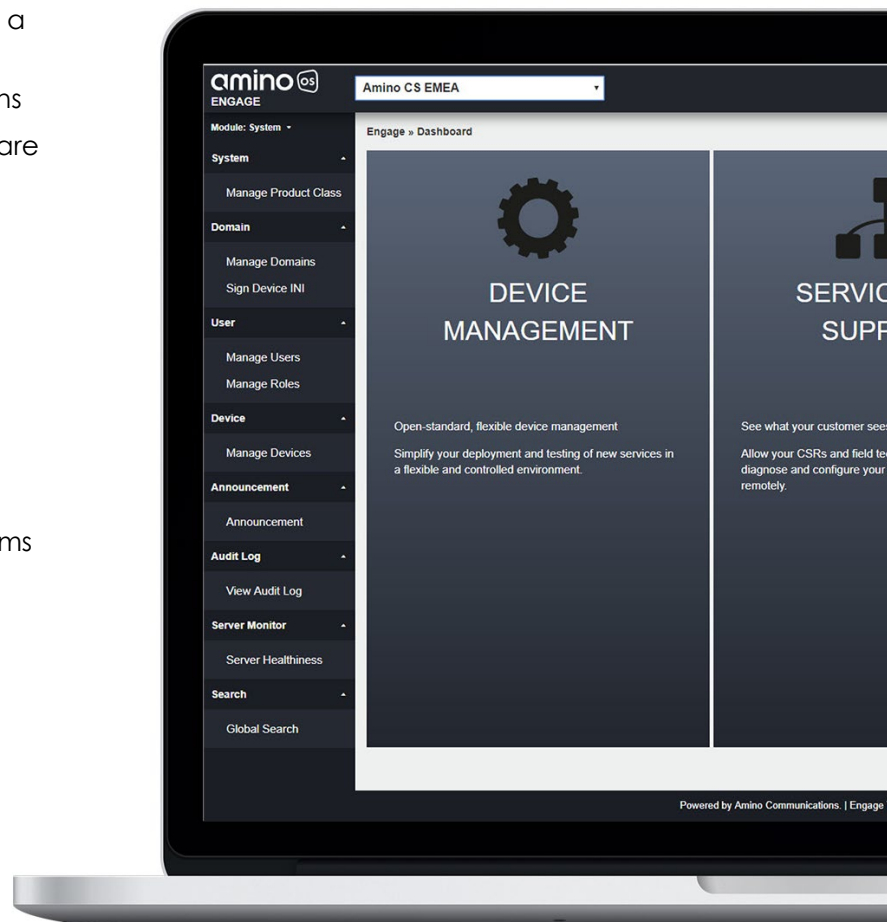 a
ns
are
ms
amino OS
ENGAGE
Amino CS EMEA
Module: System
Engage » Dashboard
System
Manage Product Class
Domain
Manage Domains
Sign Device INI
User
Manage Users
Manage Roles
Device
Manage Devices
Announcement
Announcement
Audit Log
View Audit Log
Server Monitor
Server Healthiness
Search
Global Search
DEVICE
MANAGEMENT
Open-standard, flexible device management
Simplify your deployment and testing of new services in
a flexible and controlled environment.
SERVIC
SUPP
See what your customer sees
Allow your CSRs and field te
diagnose and configure your
remotely.
Powered by Amino Communications. | Engage